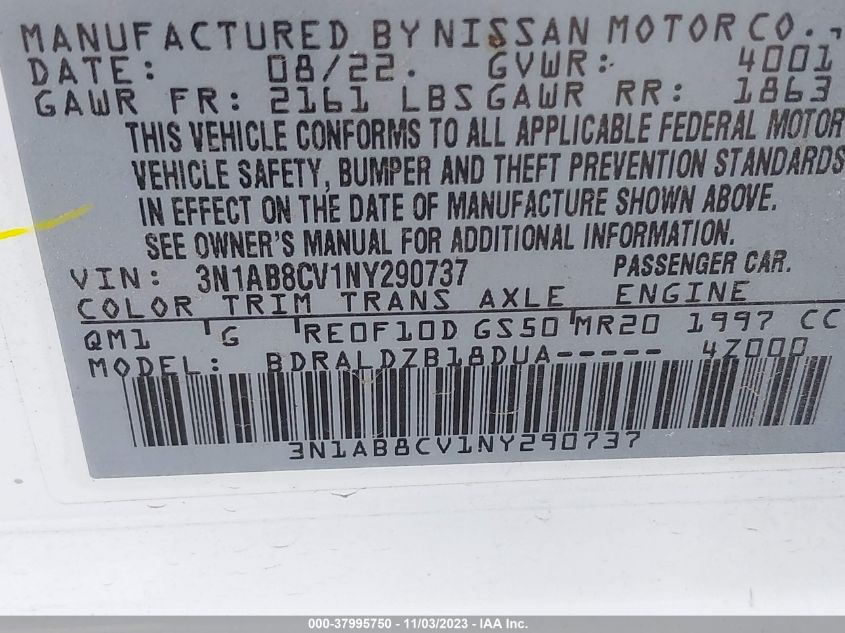 MANUFACTURED BY NISSAN MOTOR CO.,
DATE: 08/22. GVWR: 4001
GAWR FR: 2161 LBS GAWR RR: 1863
THIS VEHICLE CONFORMS TO ALL APPLICABLE FEDERAL MOTOR
VEHICLE SAFETY, BUMPER AND THEFT PREVENTION STANDARDS
IN EFFECT ON THE DATE OF MANUFACTURE SHOWN ABOVE.
SEE OWNER'S MANUAL FOR ADDITIONAL INFORMATION.
VIN: 3N1AB8CV1NY290737 PASSENGER CAR.
COLOR TRIM TRANS AXLE ENGINE
QM1 G RE0F10D GS50 MR20 1997 CC
MODEL: BDRALDZB18DUA----- 4Z000
3N1AB8CV1NY290737
000-37995750 - 11/03/2023 - IAA Inc.